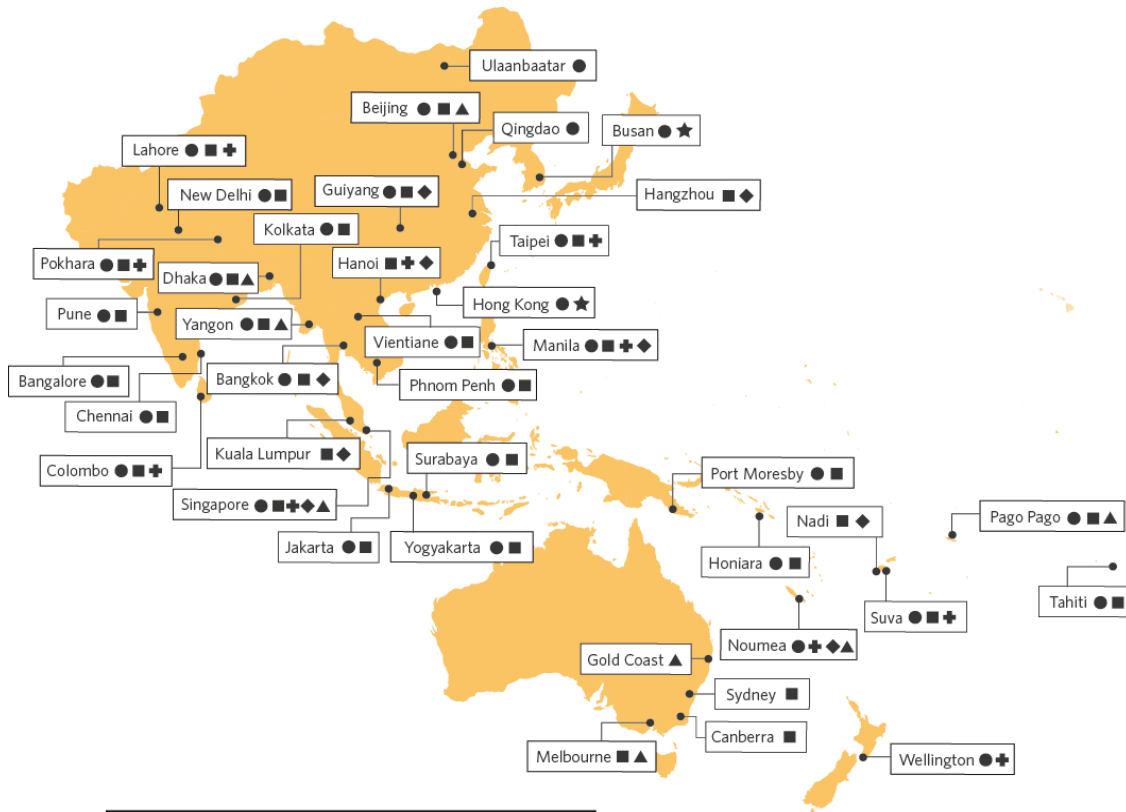 Ulaanbaatar ●
Beijing ● ■ ▲
Qingdao ●
Busan ● ★
Lahore ● ■ ✚
New Delhi ● ■
Guiyang ● ■ ◆
Hangzhou ■ ◆
Kolkata ● ■
Taipei ● ■ ✚
Pokhara ● ■ ✚
Dhaka ● ■ ▲
Hanoi ■ ✚ ◆
Hong Kong ● ★
Pune ● ■
Yangon ● ■ ▲
Vientiane ● ■
Manila ● ■ ✚ ◆
Bangalore ● ■
Bangkok ● ■ ◆
Phnom Penh ● ■
Chennai ● ■
Kuala Lumpur ■ ◆
Surabaya ● ■
Colombo ● ■ ✚
Port Moresby ● ■
Singapore ● ■ ✚ ◆ ▲
Nadi ■ ◆
Pago Pago ● ■ ▲
Jakarta ● ■
Yogyakarta ● ■
Honiara ● ■
Tahiti ● ■
Suva ● ■ ✚
Noumea ● ✚ ◆ ▲
Gold Coast ▲
Sydney ■
Canberra ■
Melbourne ■ ▲
Wellington ● ✚